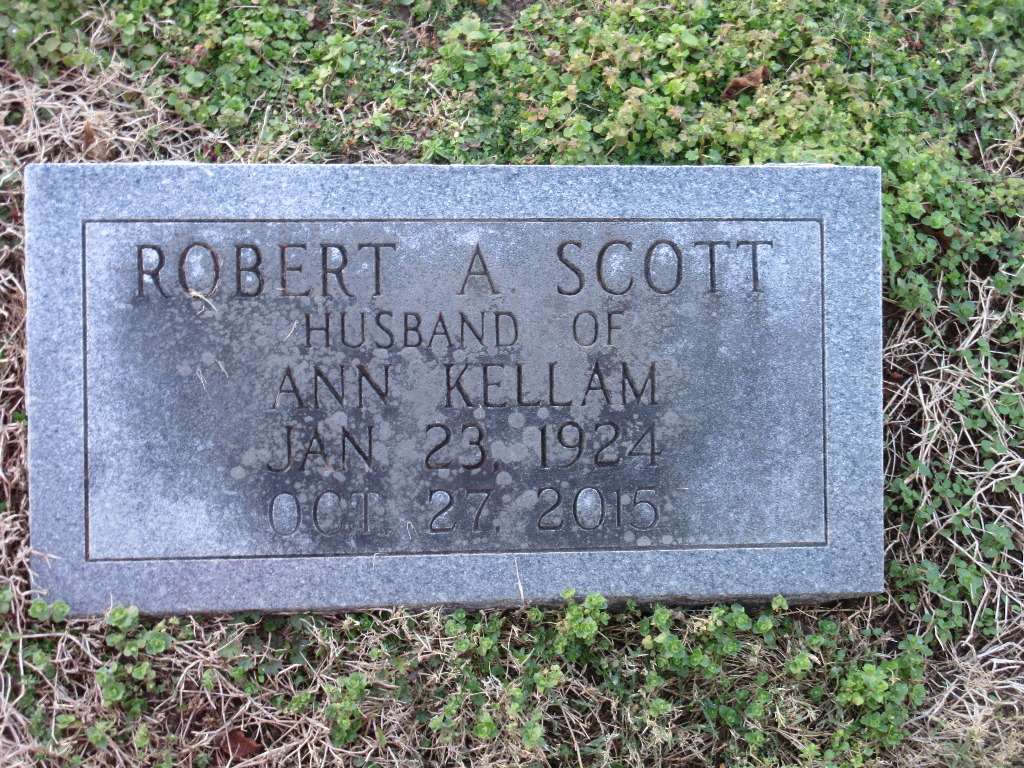 ROBERT A. SCOTT
HUSBAND OF
ANN KELLAM
JAN 23, 1924
OCT 27, 2015